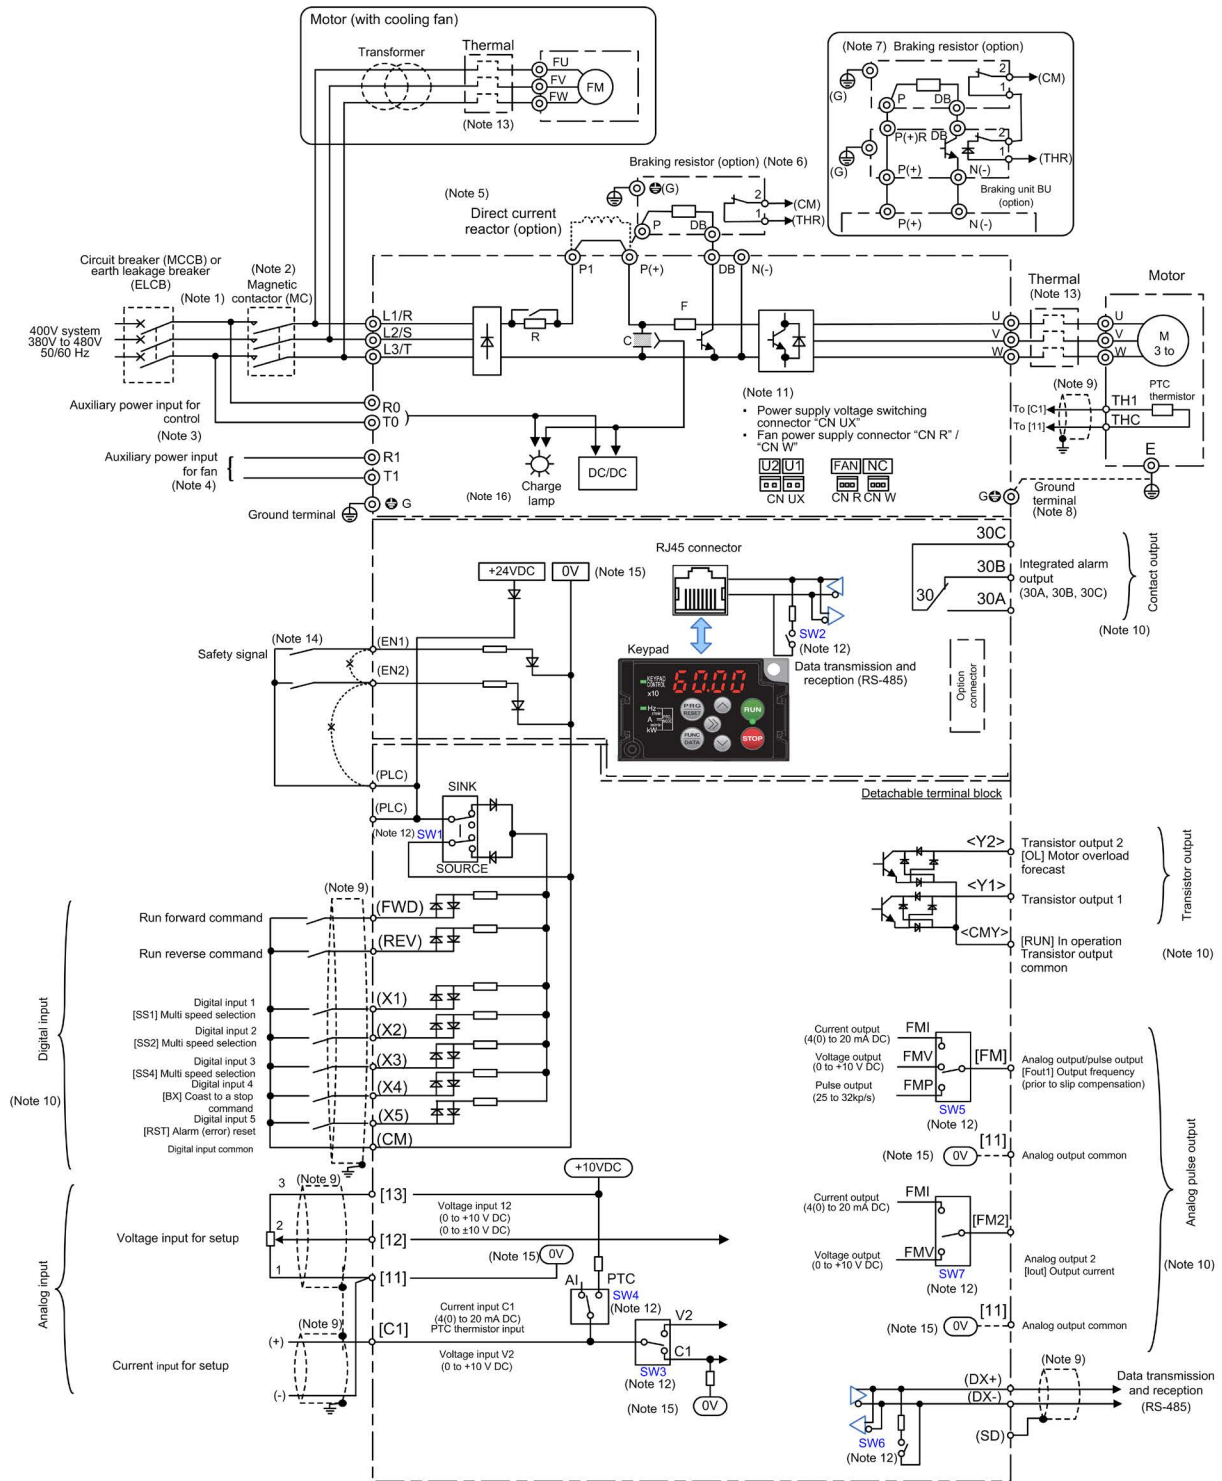 Motor (with cooling fan)
Transformer
Thermal
FU
FV
FW
FM
(Note 13)
(Note 7) Braking resistor (option)
(G)
P
DB
2
1
(CM)
P(+)R
DB
2
1
(THR)
(G)
P(+)
N(-)
Braking unit BU
(option)
P(+)
N(-)
Braking resistor (option) (Note 6)
(G)
P
DB
2
1
(CM)
(THR)
(Note 5)
Direct current
reactor (option)
P1
P(+)
DB
N(-)
Circuit breaker (MCCB) or
earth leakage breaker
(ELCB)
(Note 1)
(Note 2)
Magnetic
contactor (MC)
400V system
380V to 480V
50/60 Hz
L1/R
L2/S
L3/T
R
C
F
U
V
W
Thermal
(Note 13)
Motor
U
V
W
M
3 to
Auxiliary power input for
control
(Note 3)
R0
T0
Auxiliary power input
for fan
(Note 4)
R1
T1
Ground terminal
G
(Note 16)
Charge
lamp
DC/DC
(Note 11)
• Power supply voltage switching
connector “CN UX”
• Fan power supply connector “CN R” /
“CN W”
U2
U1
FAN
NC
CN UX
CN R
CN W
(Note 9)
To [C1]
To [11]
TH1
THC
PTC
thermistor
E
G
Ground
terminal
(Note 8)
30C
30B
30A
30
Integrated alarm
output
(30A, 30B, 30C)
Contact output
(Note 10)
+24VDC
0V
(Note 15)
RJ45 connector
SW2
(Note 12)
Keypad
Data transmission and
reception (RS-485)
KEYPAD
CONTROL
x10
60.00
Hz
A
kW
PRG
RESET
RUN
FUNC
DATA
STOP
Option
connector
Safety signal
(Note 14)
(EN1)
(EN2)
(PLC)
(PLC)
SINK
(Note 12) SW1
SOURCE
Detachable terminal block
<Y2>
Transistor output 2
[OL] Motor overload
forecast
<Y1>
Transistor output 1
<CMY>
[RUN] In operation
Transistor output
common
Transistor output
(Note 10)
(Note 9)
Digital input
(Note 10)
Run forward command
(FWD)
Run reverse command
(REV)
Digital input 1
[SS1] Multi speed selection
(X1)
Digital input 2
[SS2] Multi speed selection
(X2)
Digital input 3
[SS4] Multi speed selection
(X3)
Digital input 4
[BX] Coast to a stop
command
(X4)
Digital input 5
[RST] Alarm (error) reset
(X5)
Digital input common
(CM)
Current output
(4(0) to 20 mA DC)
FMI
Voltage output
(0 to +10 V DC)
FMV
Pulse output
(25 to 32kp/s)
FMP
[FM]
SW5
(Note 12)
Analog output/pulse output
[Fout1] Output frequency
(prior to slip compensation)
(Note 15)
0V
[11]
Analog output common
Current output
(4(0) to 20 mA DC)
FMI
[FM2]
Voltage output
(0 to +10 V DC)
FMV
SW7
(Note 12)
Analog output 2
[Iout] Output current
(Note 15)
0V
[11]
Analog output common
Analog pulse output
(Note 10)
Analog input
Voltage input for setup
3
2
1
(Note 9)
[13]
[12]
[11]
Voltage input 12
(0 to +10 V DC)
(0 to ±10 V DC)
+10VDC
(Note 15)
0V
AI
PTC
SW4
(Note 12)
Current input for setup
(Note 9)
(+)
(-)
[C1]
Current input C1
(4(0) to 20 mA DC)
PTC thermistor input
Voltage input V2
(0 to +10 V DC)
V2
C1
SW3
(Note 12)
(Note 15)
0V
(DX+)
(DX-)
(SD)
SW6
(Note 12)
(Note 9)
Data transmission
and reception
(RS-485)